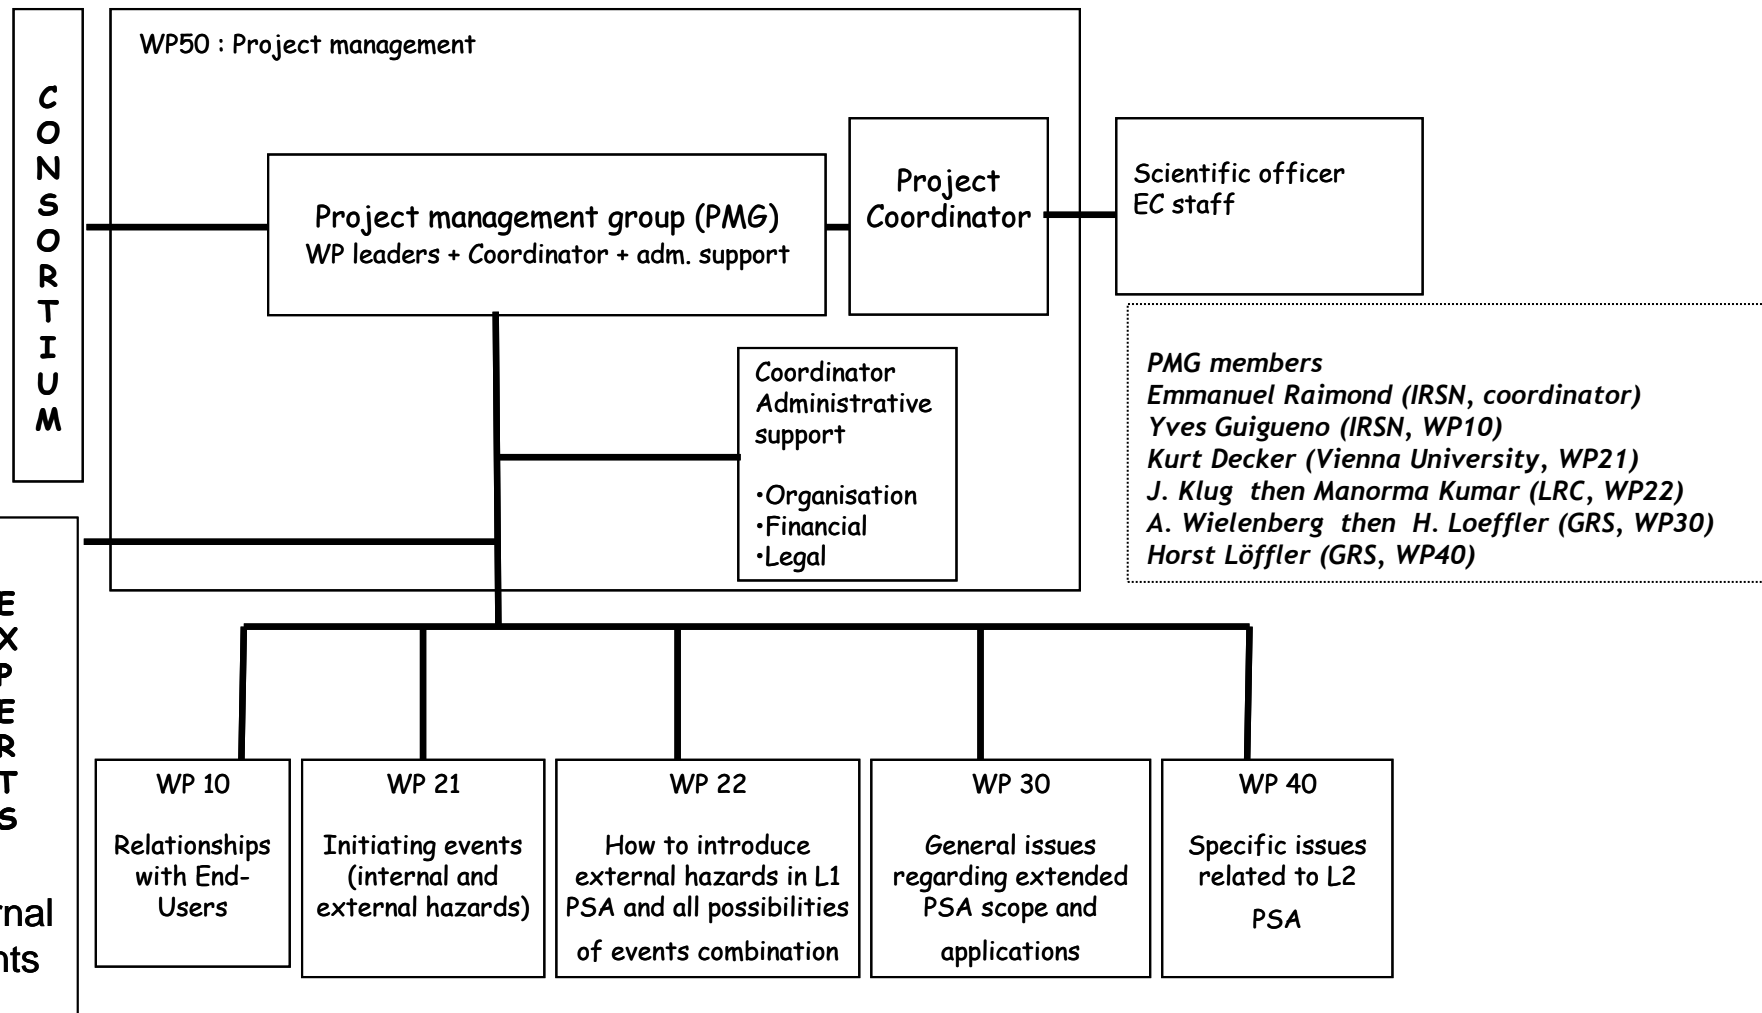 C
O
N
S
O
R
T
I
U
M
WP50 : Project management
Project management group (PMG)
WP leaders + Coordinator + adm. support
Project
Coordinator
Scientific officer
EC staff
Coordinator
Administrative
support
•Organisation
•Financial
•Legal
PMG members
Emmanuel Raimond (IRSN, coordinator)
Yves Guigueno (IRSN, WP10)
Kurt Decker (Vienna University, WP21)
J. Klug then Manorma Kumar (LRC, WP22)
A. Wielenberg then H. Loeffler (GRS, WP30)
Horst Löffler (GRS, WP40)
E
X
P
E
R
T
S
WP 10
Relationships
with End-
Users
WP 21
Initiating events
(internal and
external hazards)
WP 22
How to introduce
external hazards in L1
PSA and all possibilities
of events combination
WP 30
General issues
regarding extended
PSA scope and
applications
WP 40
Specific issues
related to L2
PSA